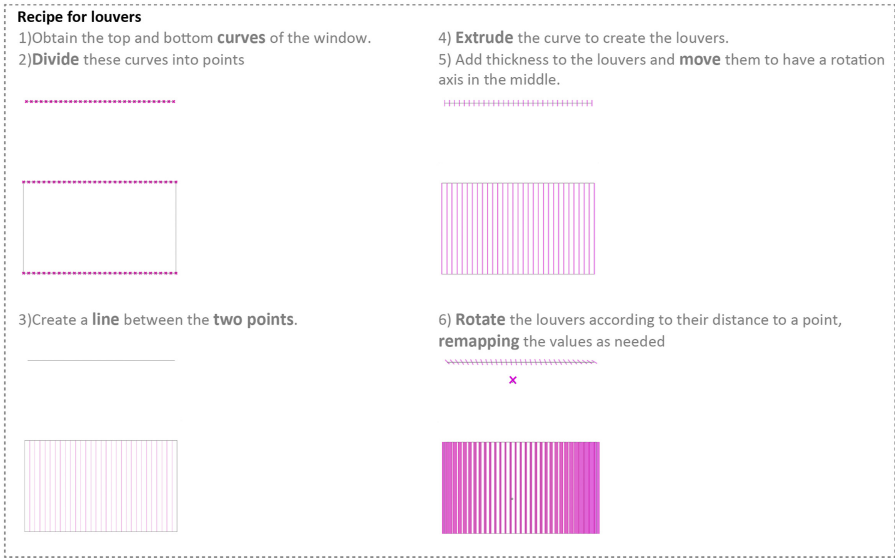 Recipe for louvers
1)Obtain the top and bottom curves of the window.
2)Divide these curves into points
3)Create a line between the two points.
4) Extrude the curve to create the louvers.
5) Add thickness to the louvers and move them to have a rotation
axis in the middle.
6) Rotate the louvers according to their distance to a point,
remapping the values as needed